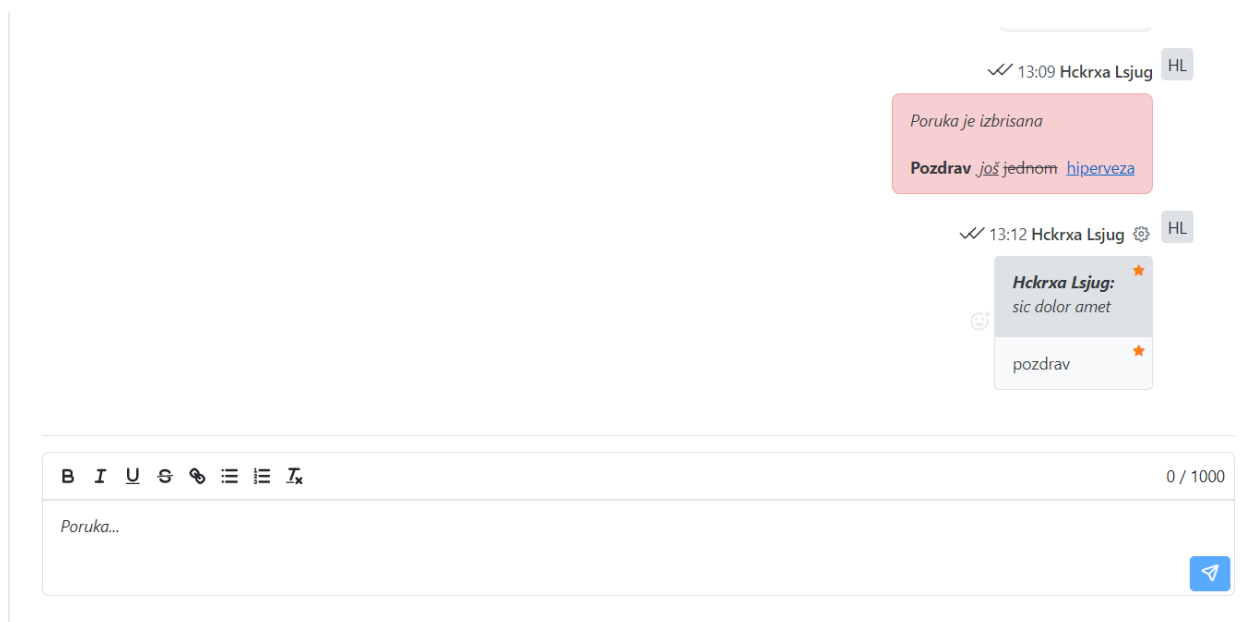 13:09 Hckrxa Lsjug HL
Poruka je izbrisana
Pozdrav još jednom hiperveza
13:12 Hckrxa Lsjug HL
Hckrxa Lsjug:
sic dolor amet
pozdrav
B I U S Tx 0 / 1000
Poruka...